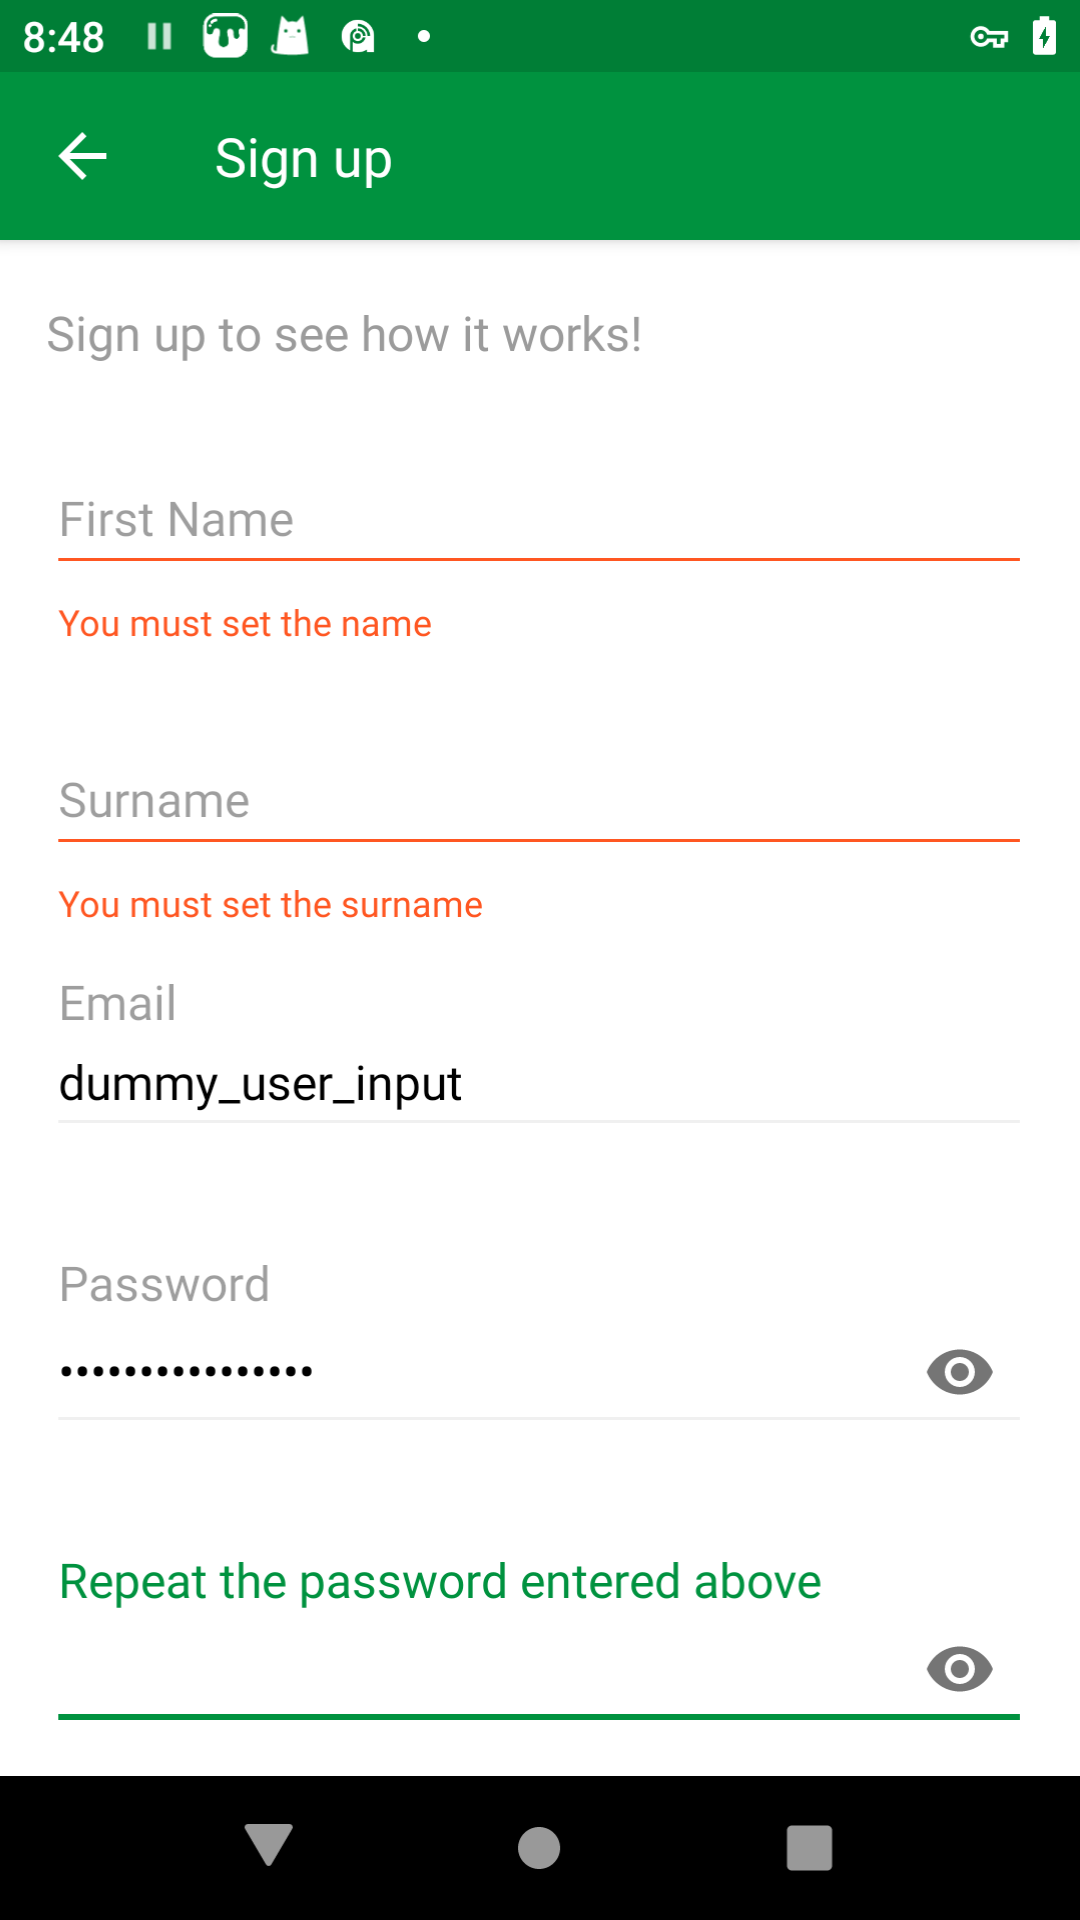 8:48
Sign up
Sign up to see how it works!
First Name
You must set the name
Surname
You must set the surname
Email
dummy_user_input
Password
••••••••••••••••
Repeat the password entered above